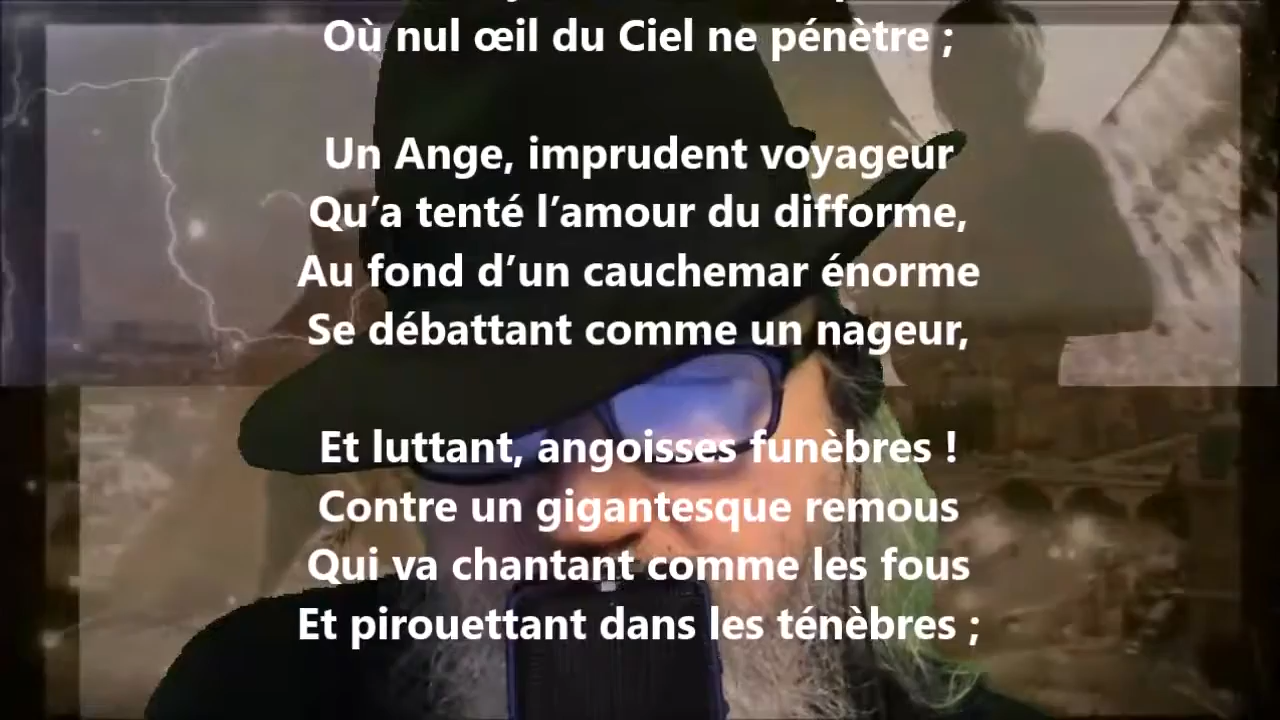 Où nul œil du Ciel ne pénètre ;
Un Ange, imprudent voyageur
Qu’a tenté l’amour du difforme,
Au fond d’un cauchemar énorme
Se débattant comme un nageur,
Et luttant, angoisses funèbres !
Contre un gigantesque remous
Qui va chantant comme les fous
Et pirouettant dans les ténèbres ;